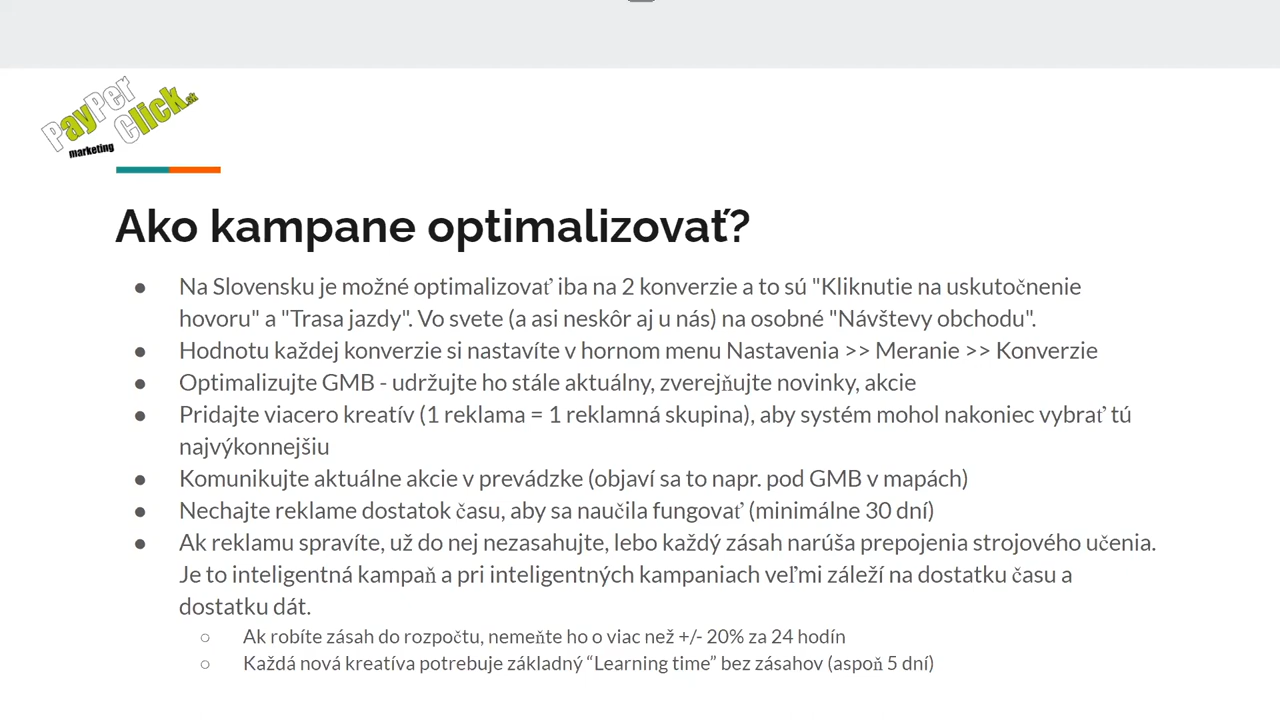 PayPer
Click.sk
marketing
Ako kampane optimalizovať?
● Na Slovensku je možné optimalizovať iba na 2 konverzie a to sú "Kliknutie na uskutočnenie
hovoru" a "Trasa jazdy". Vo svete (a asi neskôr aj u nás) na osobné "Návštevy obchodu".
● Hodnotu každej konverzie si nastavíte v hornom menu Nastavenia >> Meranie >> Konverzie
● Optimalizujte GMB - udržujte ho stále aktuálny, zverejňujte novinky, akcie
● Pridajte viacero kreatív (1 reklama = 1 reklamná skupina), aby systém mohol nakoniec vybrať tú
najvýkonnejšiu
● Komunikujte aktuálne akcie v prevádzke (objaví sa to napr. pod GMB v mapách)
● Nechajte reklame dostatok času, aby sa naučila fungovať (minimálne 30 dní)
● Ak reklamu spravíte, už do nej nezasahujte, lebo každý zásah narúša prepojenia strojového učenia.
Je to inteligentná kampaň a pri inteligentných kampaniach veľmi záleží na dostatku času a
dostatku dát.
○ Ak robíte zásah do rozpočtu, nemeňte ho o viac než +/- 20% za 24 hodín
○ Každá nová kreatíva potrebuje základný “Learning time” bez zásahov (aspoň 5 dní)